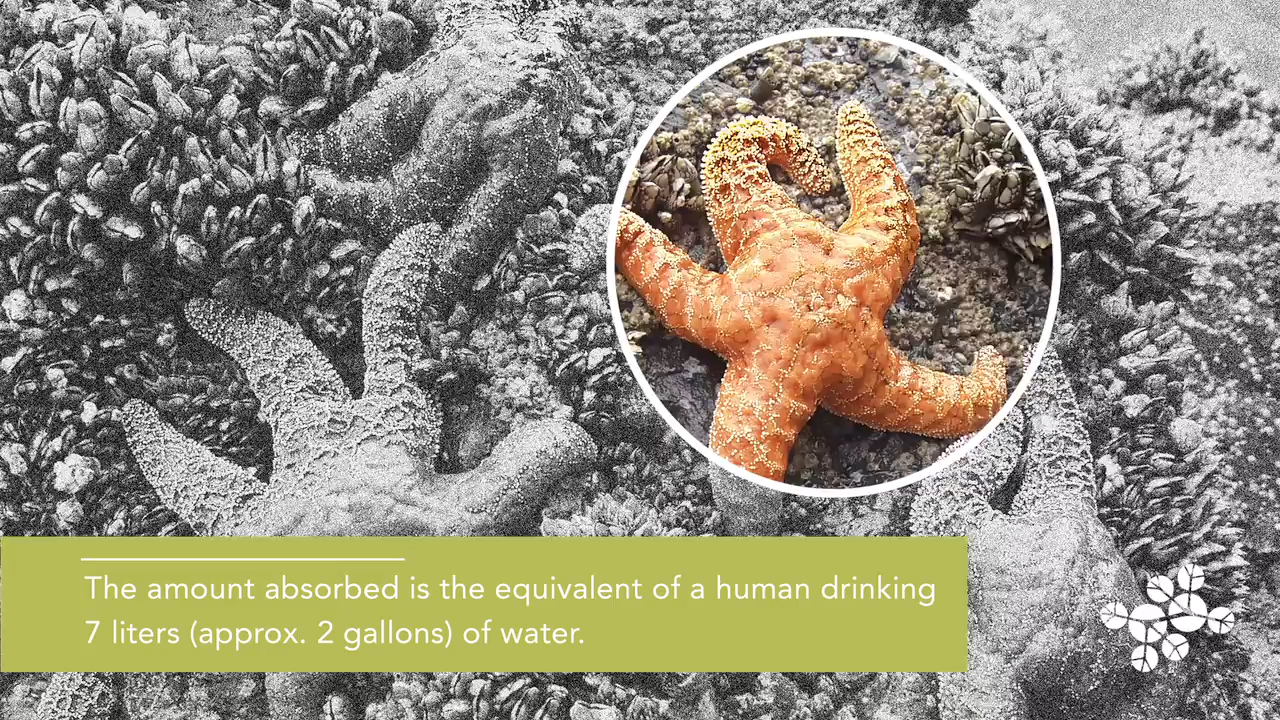 The amount absorbed is the equivalent of a human drinking
7 liters (approx. 2 gallons) of water.